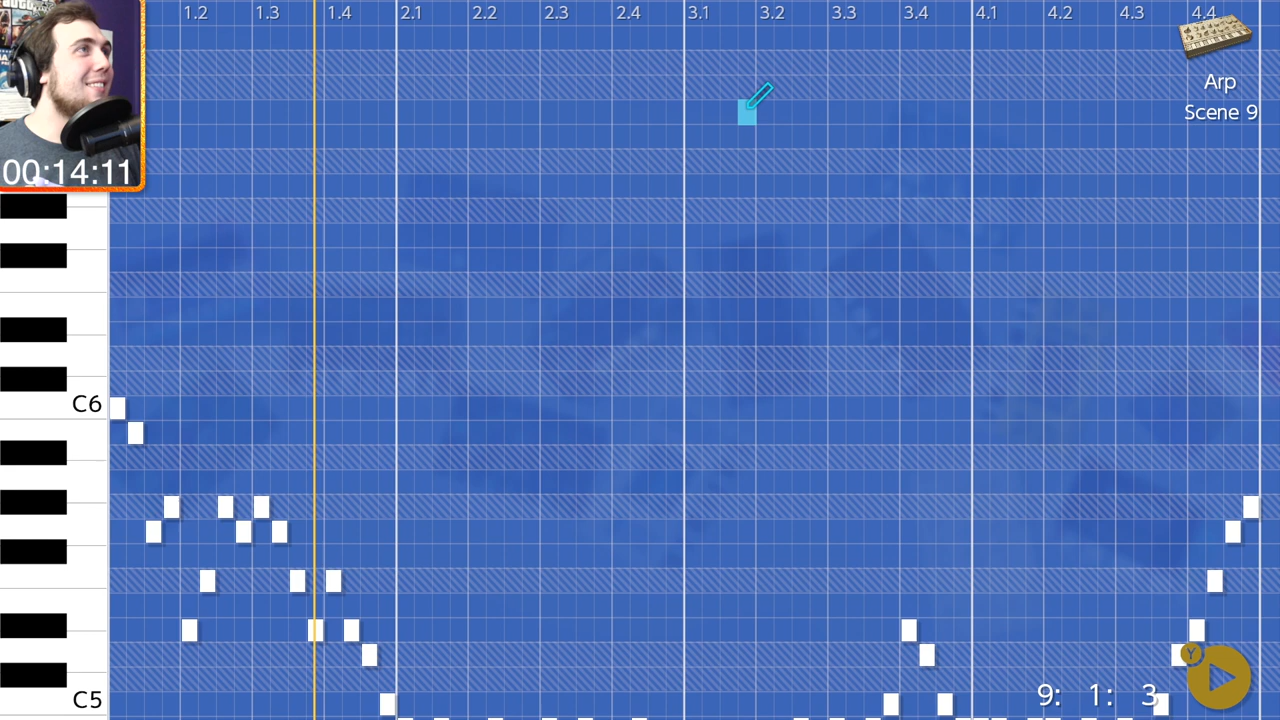 1.2 1.3 1.4 2.1 2.2 2.3 2.4 3.1 3.2 3.3 3.4 4.1 4.2 4.3 4.4
Arp
Scene 9
00:14:11
C6
C5
9: 1: 3
Y